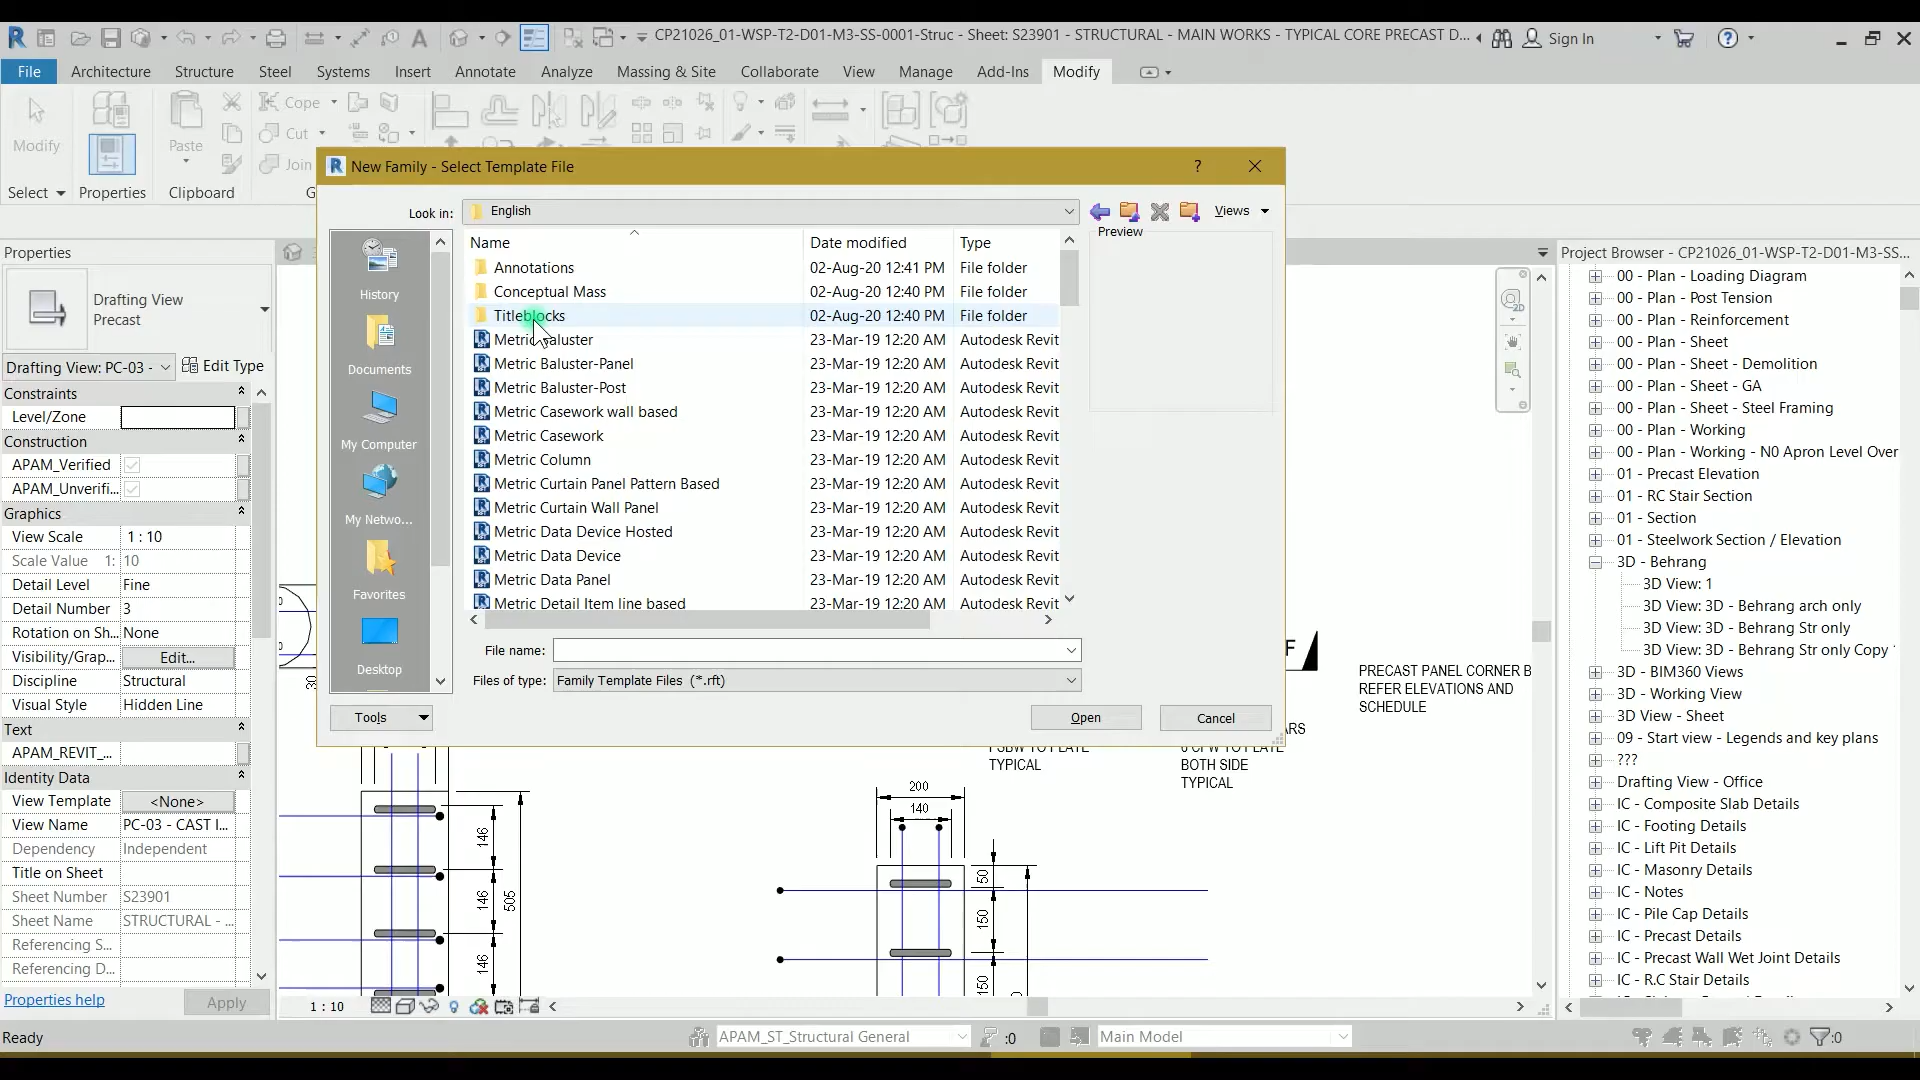 CP21026_01-WSP-T2-D01-M3-SS-0001-Struc - Sheet: S23901 - STRUCTURAL - MAIN WORKS - TYPICAL CORE PRECAST D...
Sign In
File
Architecture
Structure
Steel
Systems
Insert
Annotate
Analyze
Massing & Site
Collaborate
View
Manage
Add-Ins
Modify
Modify
Paste
Cope
Cut
Join
Select
Properties
Clipboard
G
New Family - Select Template File
?
Look in:
English
Views
Preview
History
Documents
My Computer
My Netwo...
Favorites
Desktop
Name
Date modified
Type
Annotations 02-Aug-20 12:41 PM File folder
Conceptual Mass 02-Aug-20 12:40 PM File folder
Titleblocks 02-Aug-20 12:40 PM File folder
Metric Baluster 23-Mar-19 12:20 AM Autodesk Revit
Metric Baluster-Panel 23-Mar-19 12:20 AM Autodesk Revit
Metric Baluster-Post 23-Mar-19 12:20 AM Autodesk Revit
Metric Casework wall based 23-Mar-19 12:20 AM Autodesk Revit
Metric Casework 23-Mar-19 12:20 AM Autodesk Revit
Metric Column 23-Mar-19 12:20 AM Autodesk Revit
Metric Curtain Panel Pattern Based 23-Mar-19 12:20 AM Autodesk Revit
Metric Curtain Wall Panel 23-Mar-19 12:20 AM Autodesk Revit
Metric Data Device Hosted 23-Mar-19 12:20 AM Autodesk Revit
Metric Data Device 23-Mar-19 12:20 AM Autodesk Revit
Metric Data Panel 23-Mar-19 12:20 AM Autodesk Revit
Metric Detail Item line based 23-Mar-19 12:20 AM Autodesk Revit
File name:
Files of type: Family Template Files (*.rft)
Tools
Open
Cancel
Properties
Drafting View
Precast
Drafting View: PC-03 -
Edit Type
Constraints
Level/Zone
Construction
APAM_Verified
APAM_Unverifi...
Graphics
View Scale 1 : 10
Scale Value 1: 10
Detail Level Fine
Detail Number 3
Rotation on Sh... None
Visibility/Grap... Edit...
Discipline Structural
Visual Style Hidden Line
Text
APAM_REVIT_...
Identity Data
View Template <None>
View Name PC-03 - CAST I...
Dependency Independent
Title on Sheet
Sheet Number S23901
Sheet Name STRUCTURAL - ...
Referencing S...
Referencing D...
Properties help
Apply
30
F
PRECAST PANEL CORNER B
REFER ELEVATIONS AND
SCHEDULE
TYPICAL
BOTH SIDE
TYPICAL
146
146
146
505
200
140
50
150
150
1 : 10
Project Browser - CP21026_01-WSP-T2-D01-M3-SS...
00 - Plan - Loading Diagram
00 - Plan - Post Tension
00 - Plan - Reinforcement
00 - Plan - Sheet
00 - Plan - Sheet - Demolition
00 - Plan - Sheet - GA
00 - Plan - Sheet - Steel Framing
00 - Plan - Working
00 - Plan - Working - N0 Apron Level Over
01 - Precast Elevation
01 - RC Stair Section
01 - Section
01 - Steelwork Section / Elevation
3D - Behrang
3D View: 1
3D View: 3D - Behrang arch only
3D View: 3D - Behrang Str only
3D View: 3D - Behrang Str only Copy
3D - BIM360 Views
3D - Working View
3D View - Sheet
09 - Start view - Legends and key plans
???
Drafting View - Office
IC - Composite Slab Details
IC - Footing Details
IC - Lift Pit Details
IC - Masonry Details
IC - Notes
IC - Pile Cap Details
IC - Precast Details
IC - Precast Wall Wet Joint Details
IC - R.C Stair Details
Ready
APAM_ST_Structural General
:0
Main Model
:0